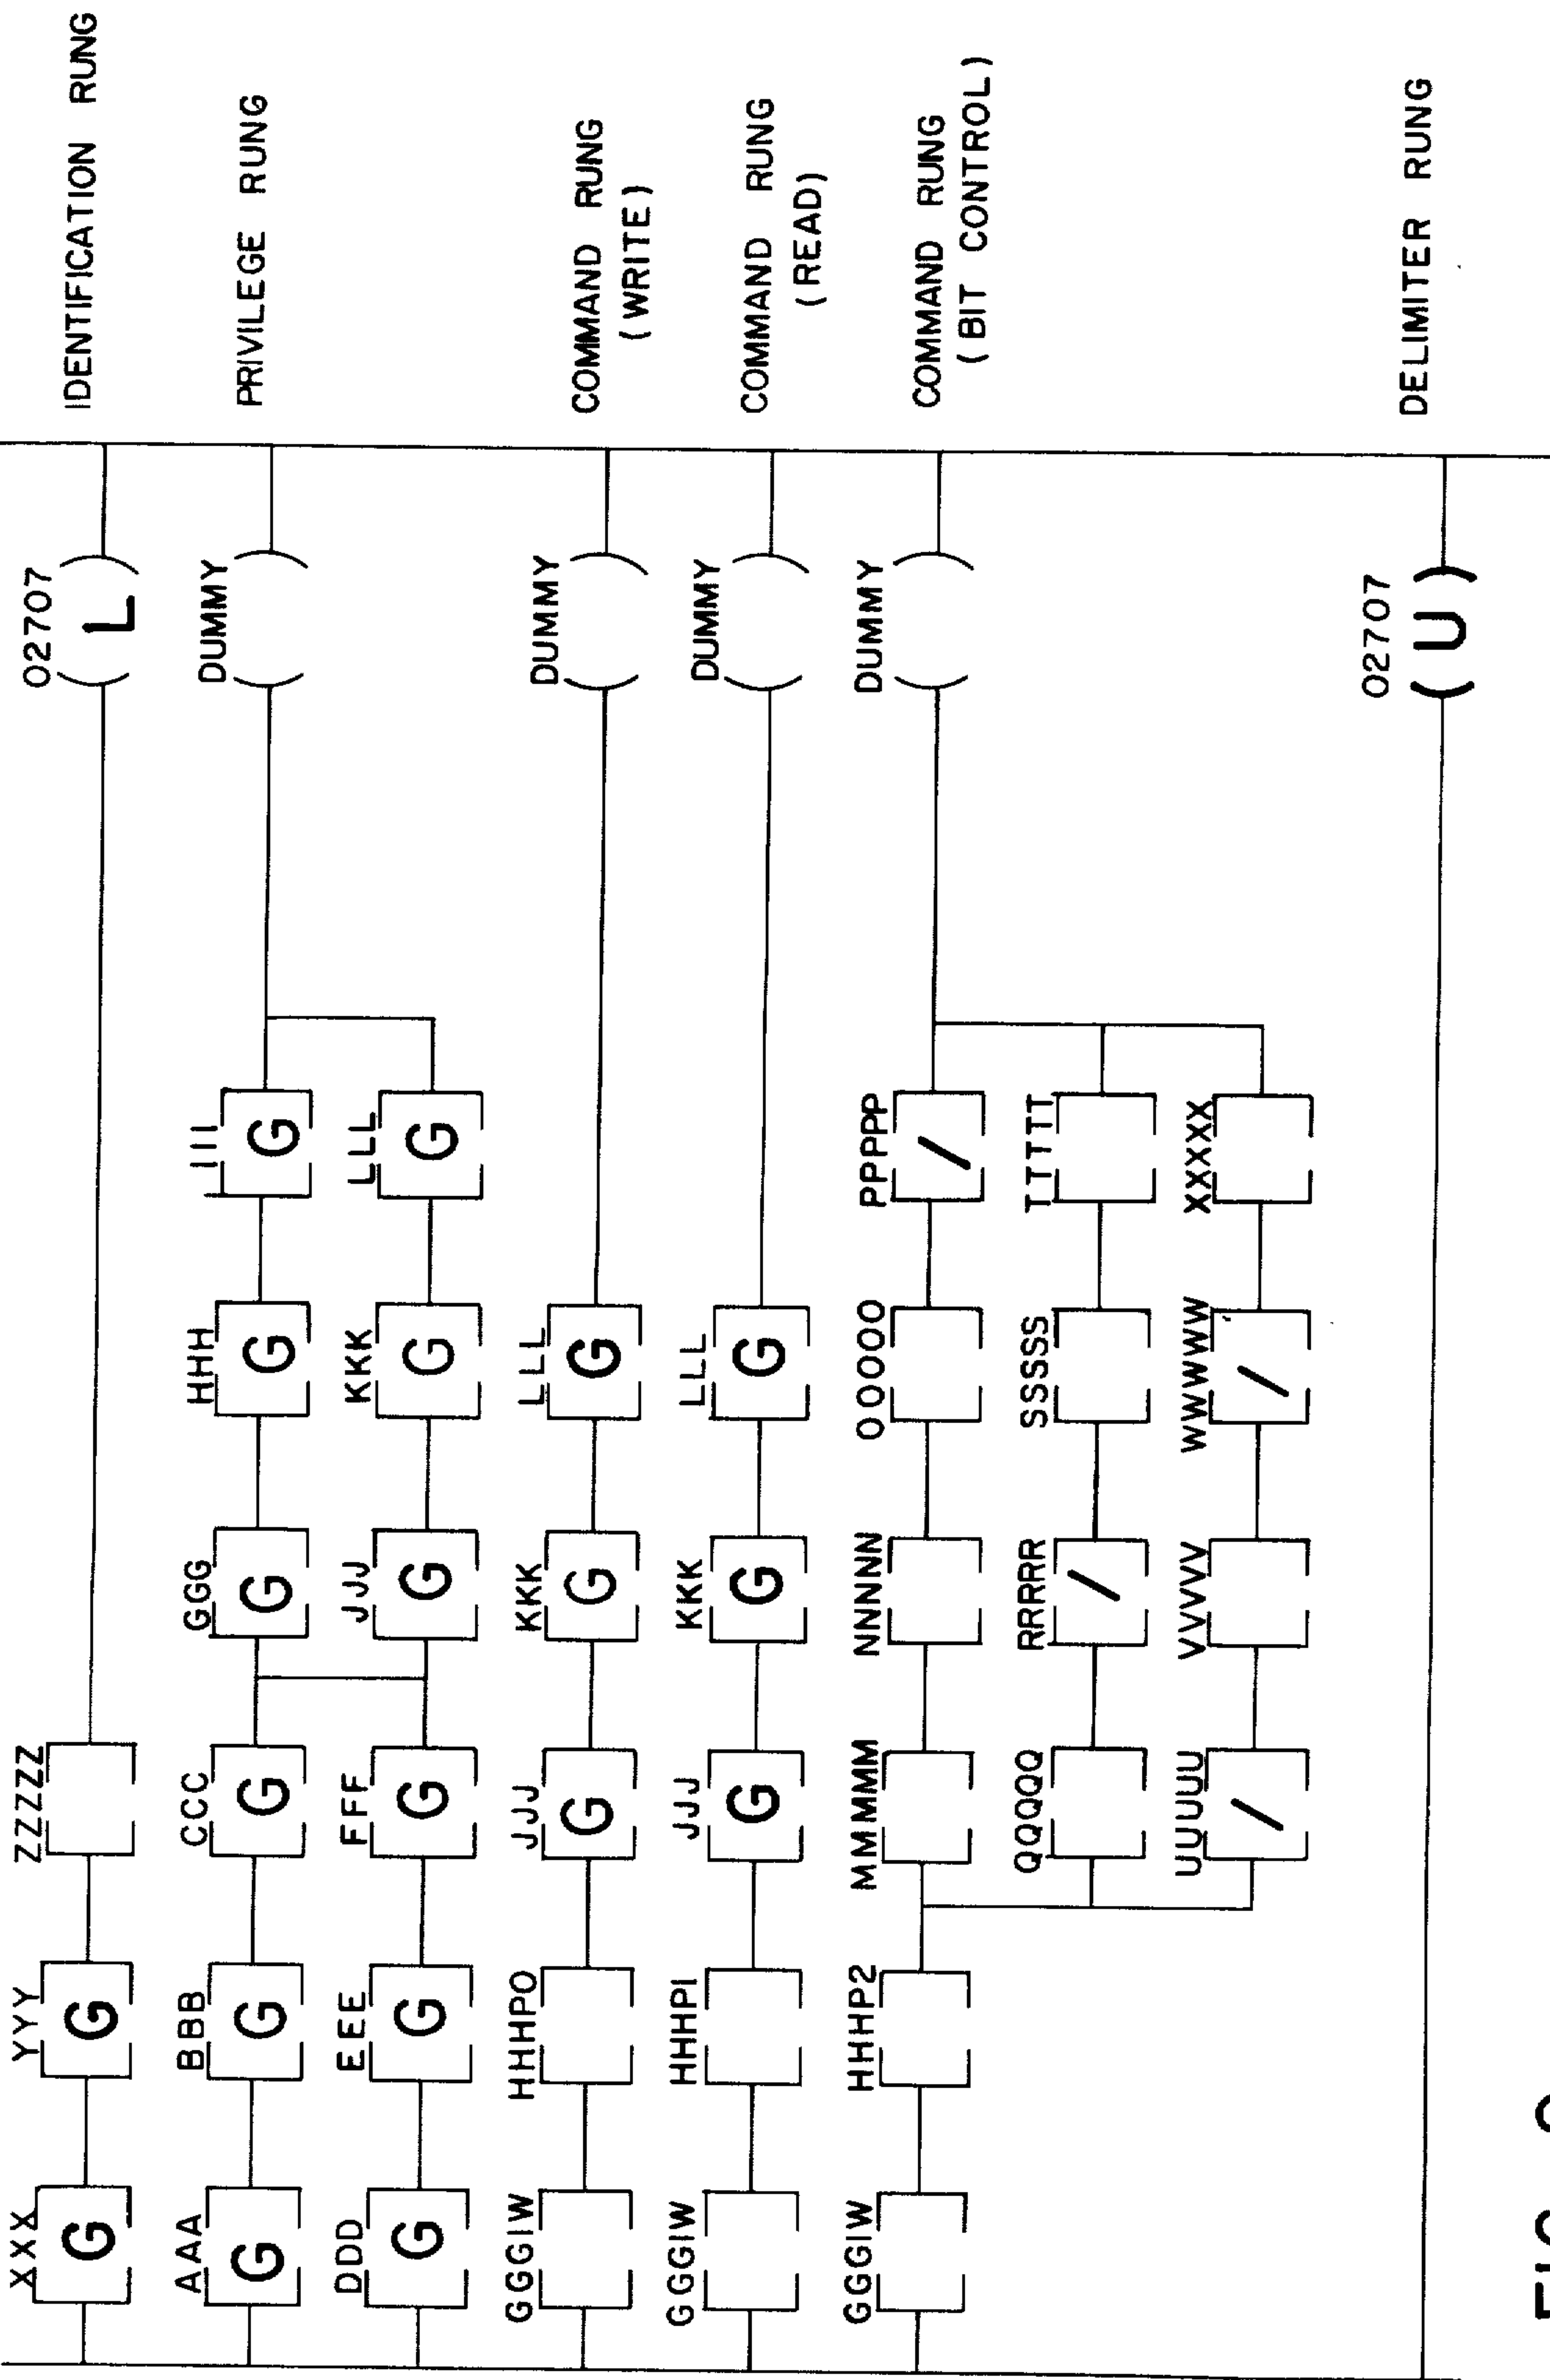 02707
XXX YYY ZZZZZ
G G ( L ) IDENTIFICATION RUNG
AAA BBB CCC GGG HHH III DUMMY
G G G G G G ( ) PRIVILEGE RUNG
DDD EEE FFF JJJ KKK LLL
G G G G G G
GGGIW HHHPO JJJ KKK LLL DUMMY
G G G ( ) COMMAND RUNG
(WRITE)
GGGIW HHHPI JJJ KKK LLL DUMMY
G G G ( ) COMMAND RUNG
(READ)
GGGIW HHHP2 MMMMM NNNNN OOOOO PPPPP DUMMY
/ ( ) COMMAND RUNG
(BIT CONTROL)
QQQQQ RRRRR SSSSS TTTTT
/
UUUUU VVVVV WWWWW XXXXX
/ /
02707
( U ) DELIMITER RUNG